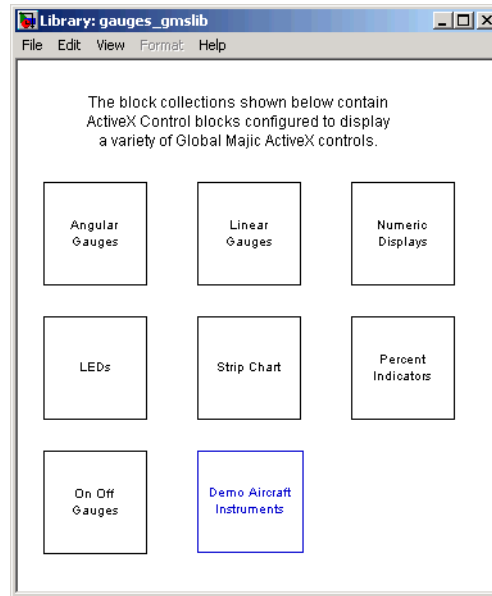 Library: gauges_gmslib
File Edit View Format Help
The block collections shown below contain
ActiveX Control blocks configured to display
a variety of Global Majic ActiveX controls.
Angular
Gauges
Linear
Gauges
Numeric
Displays
LEDs
Strip Chart
Percent
Indicators
On Off
Gauges
Demo Aircraft
Instruments